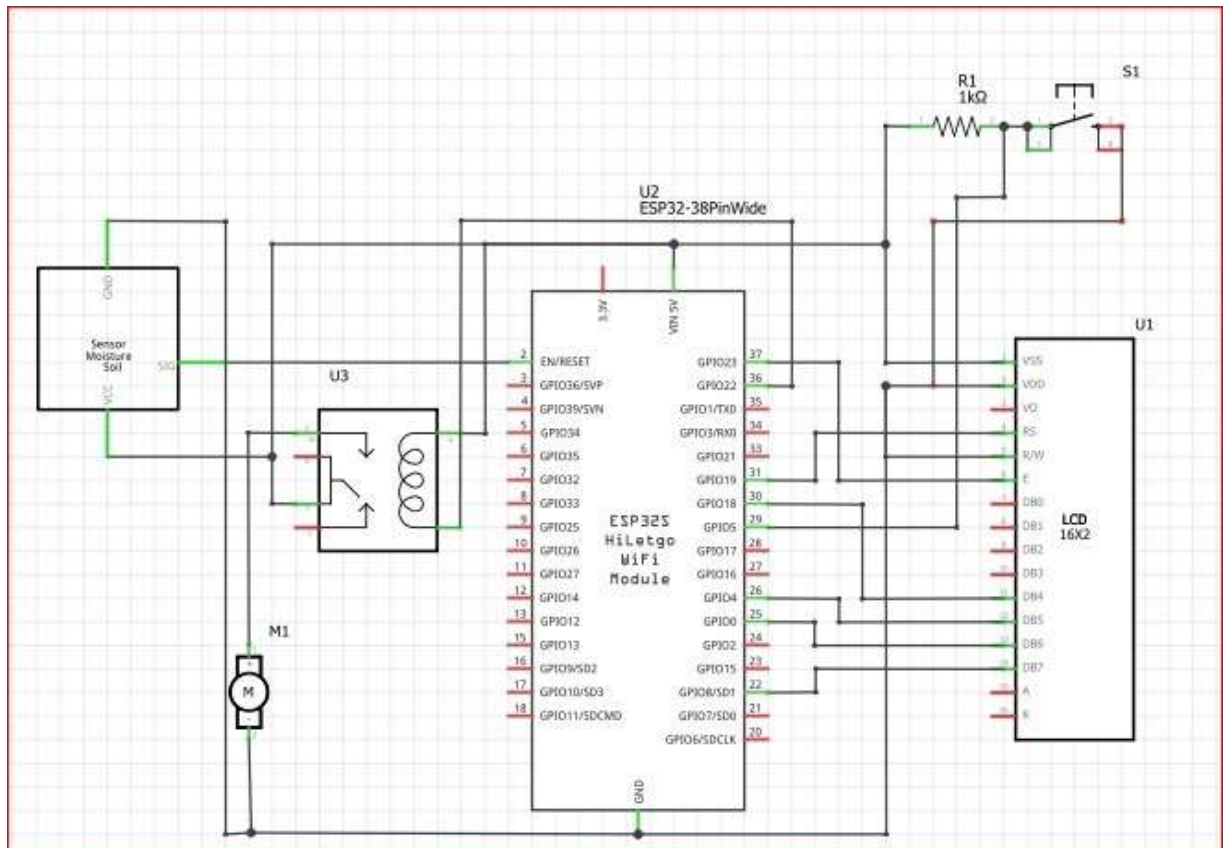 R1
1kΩ
S1
U2
ESP32-38PinWide
GND
Sensor
Moisture
Soil
SIG
VCC
U3
M1
M
+
-
3.3V
VIN 5V
2 EN/RESET
3 GPIO36/SVP
4 GPIO39/SVN
5 GPIO34
6 GPIO35
7 GPIO32
8 GPIO33
9 GPIO25
10 GPIO26
11 GPIO27
12 GPIO14
13 GPIO12
15 GPIO13
16 GPIO9/SD2
17 GPIO10/SD3
18 GPIO11/SDCMD
ESP32S
HiLetgo
WiFi
Module
GPIO23 37
GPIO22 36
GPIO1/TX0 35
GPIO3/RX0 34
GPIO21 33
GPIO19 31
GPIO18 30
GPIO5 29
GPIO17 28
GPIO16 27
GPIO4 26
GPIO0 25
GPIO2 24
GPIO15 23
GPIO8/SD1 22
GPIO7/SD0 21
GPIO6/SDCLK 20
GND
U1
VSS
VDD
VO
RS
R/W
E
DB0
DB1
DB2
DB3
DB4
DB5
DB6
DB7
A
K
LCD
16X2